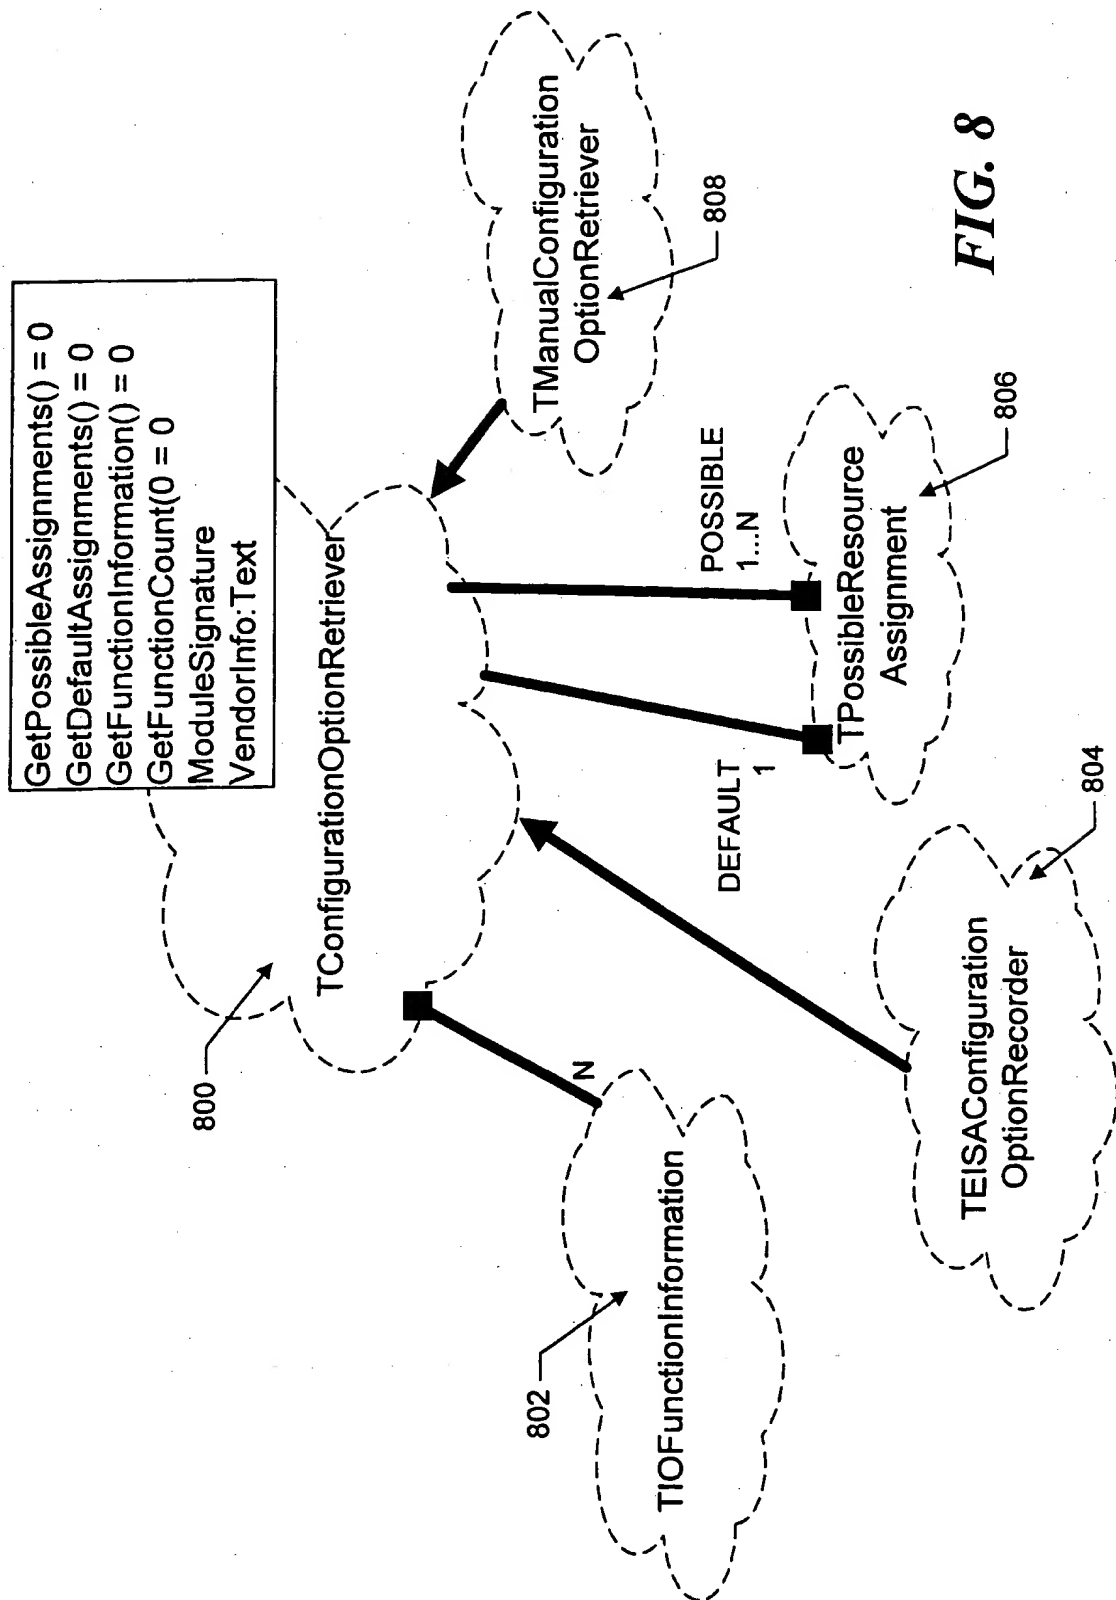 GetPossibleAssignments() = 0
GetDefaultAssignments() = 0
GetFunctionInformation() = 0
GetFunctionCount(0 = 0
ModuleSignature
VendorInfo:Text
800
TConfigurationOptionRetriever
N
802
TIOFunctionInformation
DEFAULT
1
POSSIBLE
1...N
TManualConfiguration
OptionRetriever
808
TEISAConfiguration
OptionRecorder
804
TPossibleResource
Assignment
806
FIG. 8